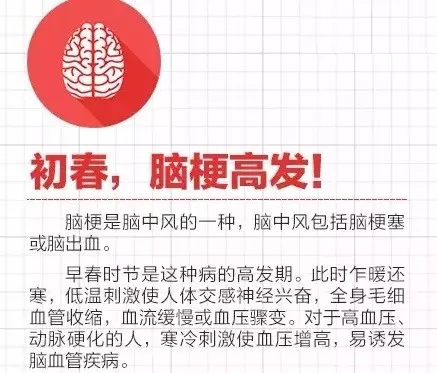 初春，脑梗高发！
脑梗是脑中风的一种，脑中风包括脑梗塞
或脑出血。
早春时节是这种病的高发期。此时乍暖还
寒，低温刺激使人体交感神经兴奋，全身毛细
血管收缩，血流缓慢或血压骤变。对于高血压、
动脉硬化的人，寒冷刺激使血压增高，易诱发
脑血管疾病。